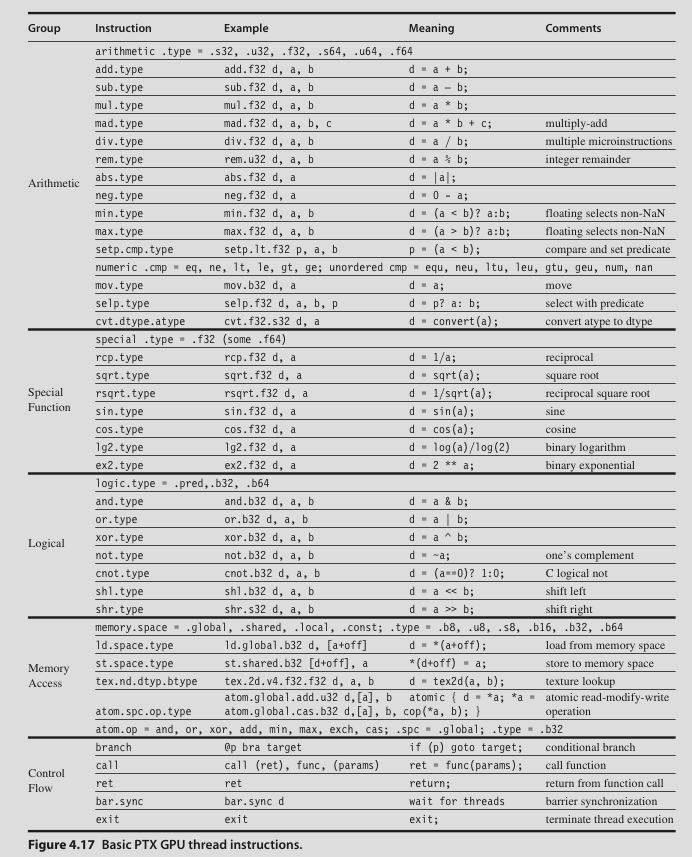 Group Instruction Example Meaning Comments
arithmetic .type = .s32, .u32, .f32, .s64, .u64, .f64
add.type add.f32 d, a, b d = a + b;
sub.type sub.f32 d, a, b d = a – b;
mul.type mul.f32 d, a, b d = a * b;
mad.type mad.f32 d, a, b, c d = a * b + c; multiply-add
div.type div.f32 d, a, b d = a / b; multiple microinstructions
rem.type rem.u32 d, a, b d = a % b; integer remainder
Arithmetic
abs.type abs.f32 d, a d = |a|;
neg.type neg.f32 d, a d = 0 - a;
min.type min.f32 d, a, b d = (a < b)? a:b; floating selects non-NaN
max.type max.f32 d, a, b d = (a > b)? a:b; floating selects non-NaN
setp.cmp.type setp.lt.f32 p, a, b p = (a < b); compare and set predicate
numeric .cmp = eq, ne, lt, le, gt, ge; unordered cmp = equ, neu, ltu, leu, gtu, geu, num, nan
mov.type mov.b32 d, a d = a; move
selp.type selp.f32 d, a, b, p d = p? a: b; select with predicate
cvt.dtype.atype cvt.f32.s32 d, a d = convert(a); convert atype to dtype
special .type = .f32 (some .f64)
rcp.type rcp.f32 d, a d = 1/a; reciprocal
sqrt.type sqrt.f32 d, a d = sqrt(a); square root
Special
Function
rsqrt.type rsqrt.f32 d, a d = 1/sqrt(a); reciprocal square root
sin.type sin.f32 d, a d = sin(a); sine
cos.type cos.f32 d, a d = cos(a); cosine
lg2.type lg2.f32 d, a d = log(a)/log(2) binary logarithm
ex2.type ex2.f32 d, a d = 2 ** a; binary exponential
logic.type = .pred,.b32, .b64
and.type and.b32 d, a, b d = a & b;
or.type or.b32 d, a, b d = a | b;
xor.type xor.b32 d, a, b d = a ^ b;
Logical
not.type not.b32 d, a, b d = ~a; one's complement
cnot.type cnot.b32 d, a, b d = (a==0)? 1:0; C logical not
shl.type shl.b32 d, a, b d = a << b; shift left
shr.type shr.s32 d, a, b d = a >> b; shift right
memory.space = .global, .shared, .local, .const; .type = .b8, .u8, .s8, .b16, .b32, .b64
ld.space.type ld.global.b32 d, [a+off] d = *(a+off); load from memory space
st.space.type st.shared.b32 [d+off], a *(d+off) = a; store to memory space
Memory
Access
tex.nd.dtyp.btype tex.2d.v4.f32.f32 d, a, b d = tex2d(a, b); texture lookup
atom.global.add.u32 d,[a], b atomic { d = *a; *a = atomic read-modify-write
atom.spc.op.type atom.global.cas.b32 d,[a], b, c op(*a, b); } operation
atom.op = and, or, xor, add, min, max, exch, cas; .spc = .global; .type = .b32
branch @p bra target if (p) goto target; conditional branch
call call (ret), func, (params) ret = func(params); call function
Control
Flow
ret ret return; return from function call
bar.sync bar.sync d wait for threads barrier synchronization
exit exit exit; terminate thread execution
Figure 4.17 Basic PTX GPU thread instructions.